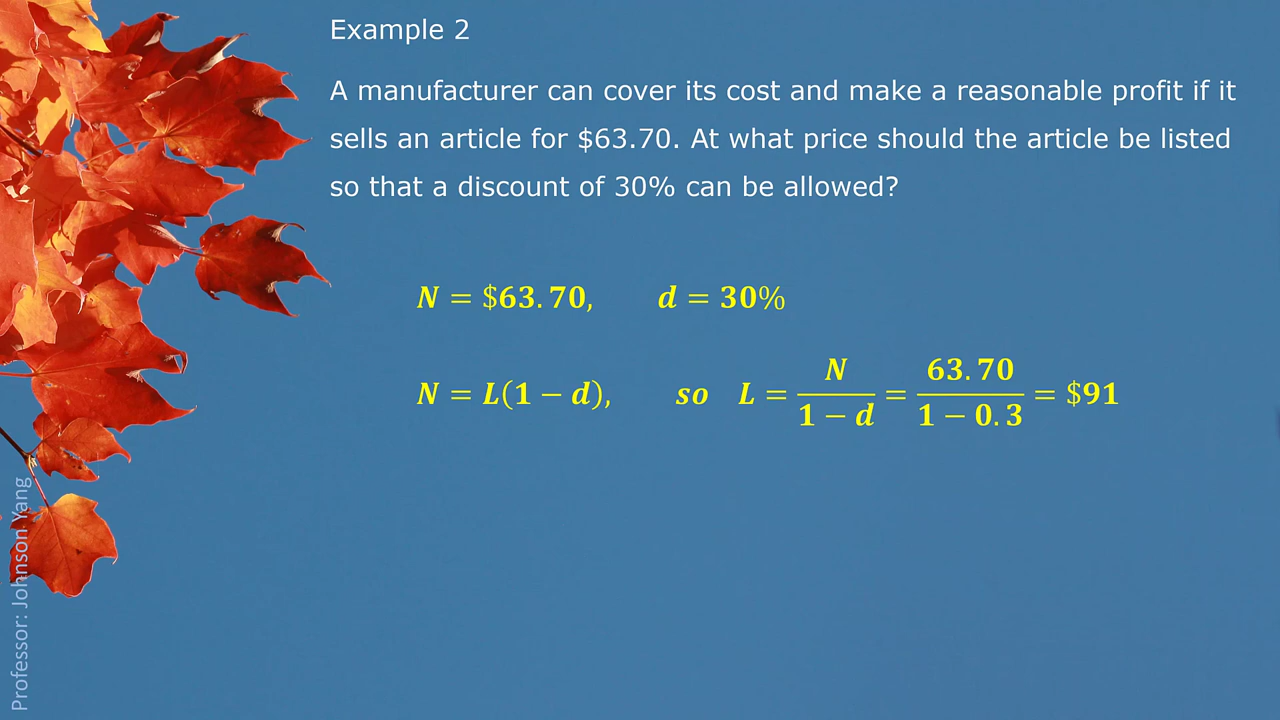 Example 2
A manufacturer can cover its cost and make a reasonable profit if it
sells an article for $63.70. At what price should the article be listed
so that a discount of 30% can be allowed?
N = $63.70, d = 30%
N = L(1 − d), so L = N/(1 − d) = 63.70/(1 − 0.3) = $91
Professor: Johnson Yang